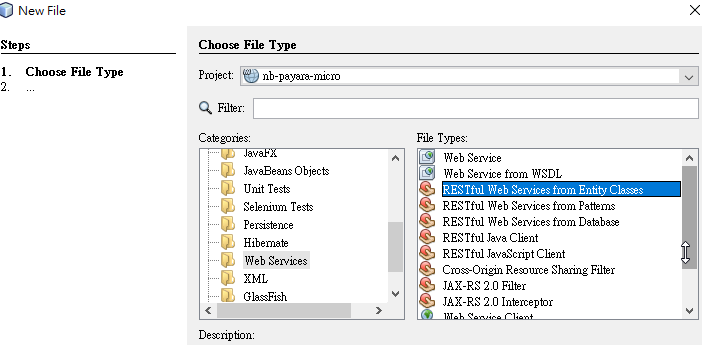 New File
Steps
1. Choose File Type
2. ...
Choose File Type
Project: nb-payara-micro
Filter:
Categories:
JavaFX
JavaBeans Objects
Unit Tests
Selenium Tests
Persistence
Hibernate
Web Services
XML
GlassFish
File Types:
Web Service
Web Service from WSDL
RESTful Web Services from Entity Classes
RESTful Web Services from Patterns
RESTful Web Services from Database
RESTful Java Client
RESTful JavaScript Client
Cross-Origin Resource Sharing Filter
JAX-RS 2.0 Filter
JAX-RS 2.0 Interceptor
Web Service Client
Description: